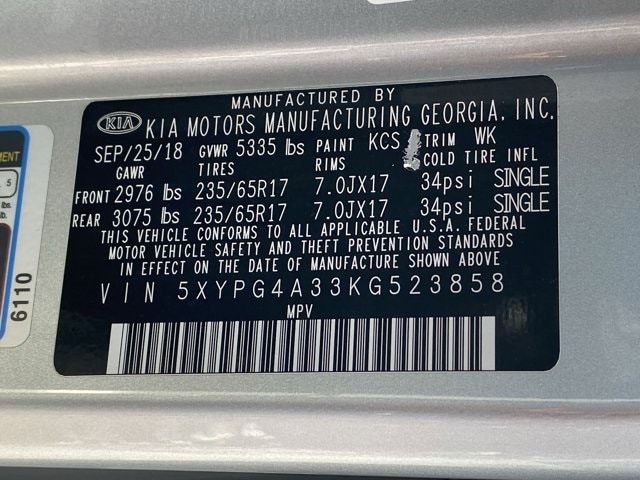 MANUFACTURED BY
KIA KIA MOTORS MANUFACTURING GEORGIA, INC.
SEP/25/18 GVWR 5335 lbs PAINT KCS TRIM WK
GAWR TIRES RIMS COLD TIRE INFL
FRONT 2976 lbs 235/65R17 7.0JX17 34psi SINGLE
REAR 3075 lbs 235/65R17 7.0JX17 34psi SINGLE
THIS VEHICLE CONFORMS TO ALL APPLICABLE U.S.A. FEDERAL
MOTOR VEHICLE SAFETY AND THEFT PREVENTION STANDARDS
IN EFFECT ON THE DATE OF MANUFACTURE SHOWN ABOVE.
VIN 5XYPG4A33KG523858
MPV
6110